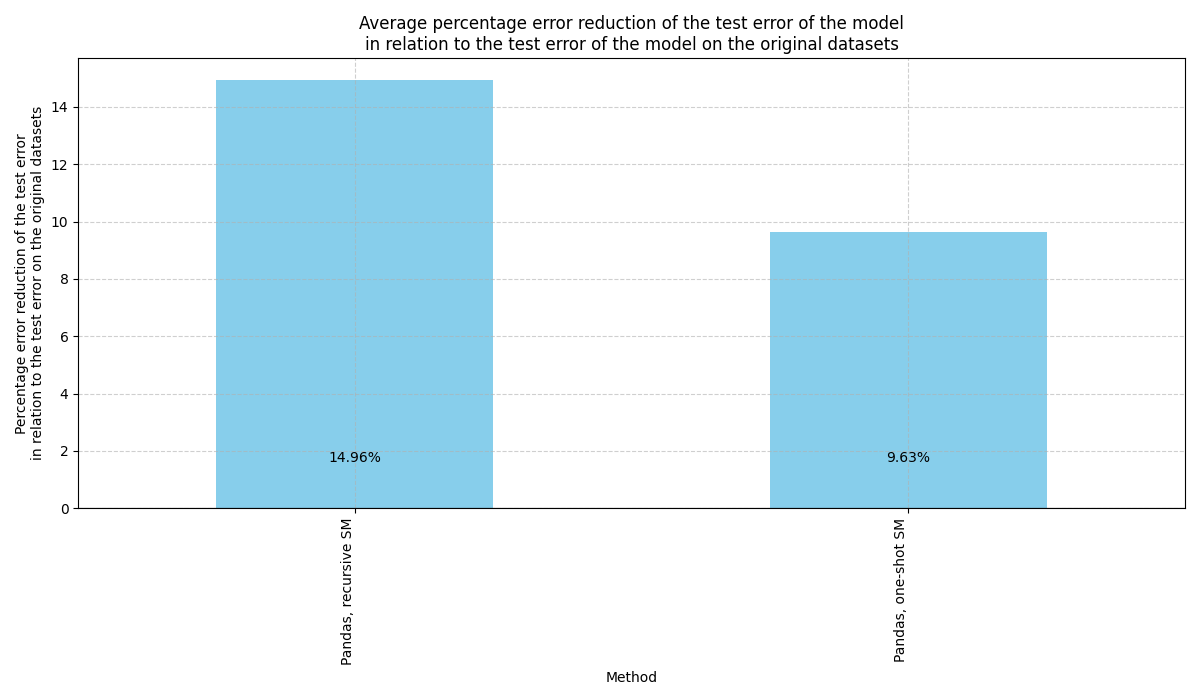 Average percentage error reduction of the test error of the model
in relation to the test error of the model on the original datasets
Percentage error reduction of the test error
in relation to the test error on the original datasets
14
12
10
8
6
4
2
0
14.96%
9.63%
Pandas, recursive SM
Pandas, one-shot SM
Method